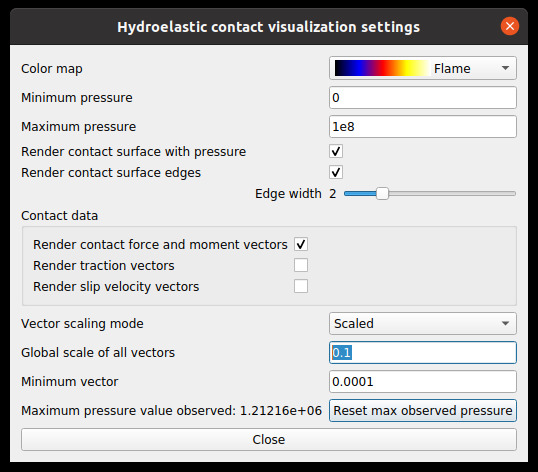 Hydroelastic contact visualization settings
Color map Flame
Minimum pressure 0
Maximum pressure 1e8
Render contact surface with pressure
Render contact surface edges
Edge width 2
Contact data
Render contact force and moment vectors
Render traction vectors
Render slip velocity vectors
Vector scaling mode Scaled
Global scale of all vectors 0.1
Minimum vector 0.0001
Maximum pressure value observed: 1.21216e+06 Reset max observed pressure
Close